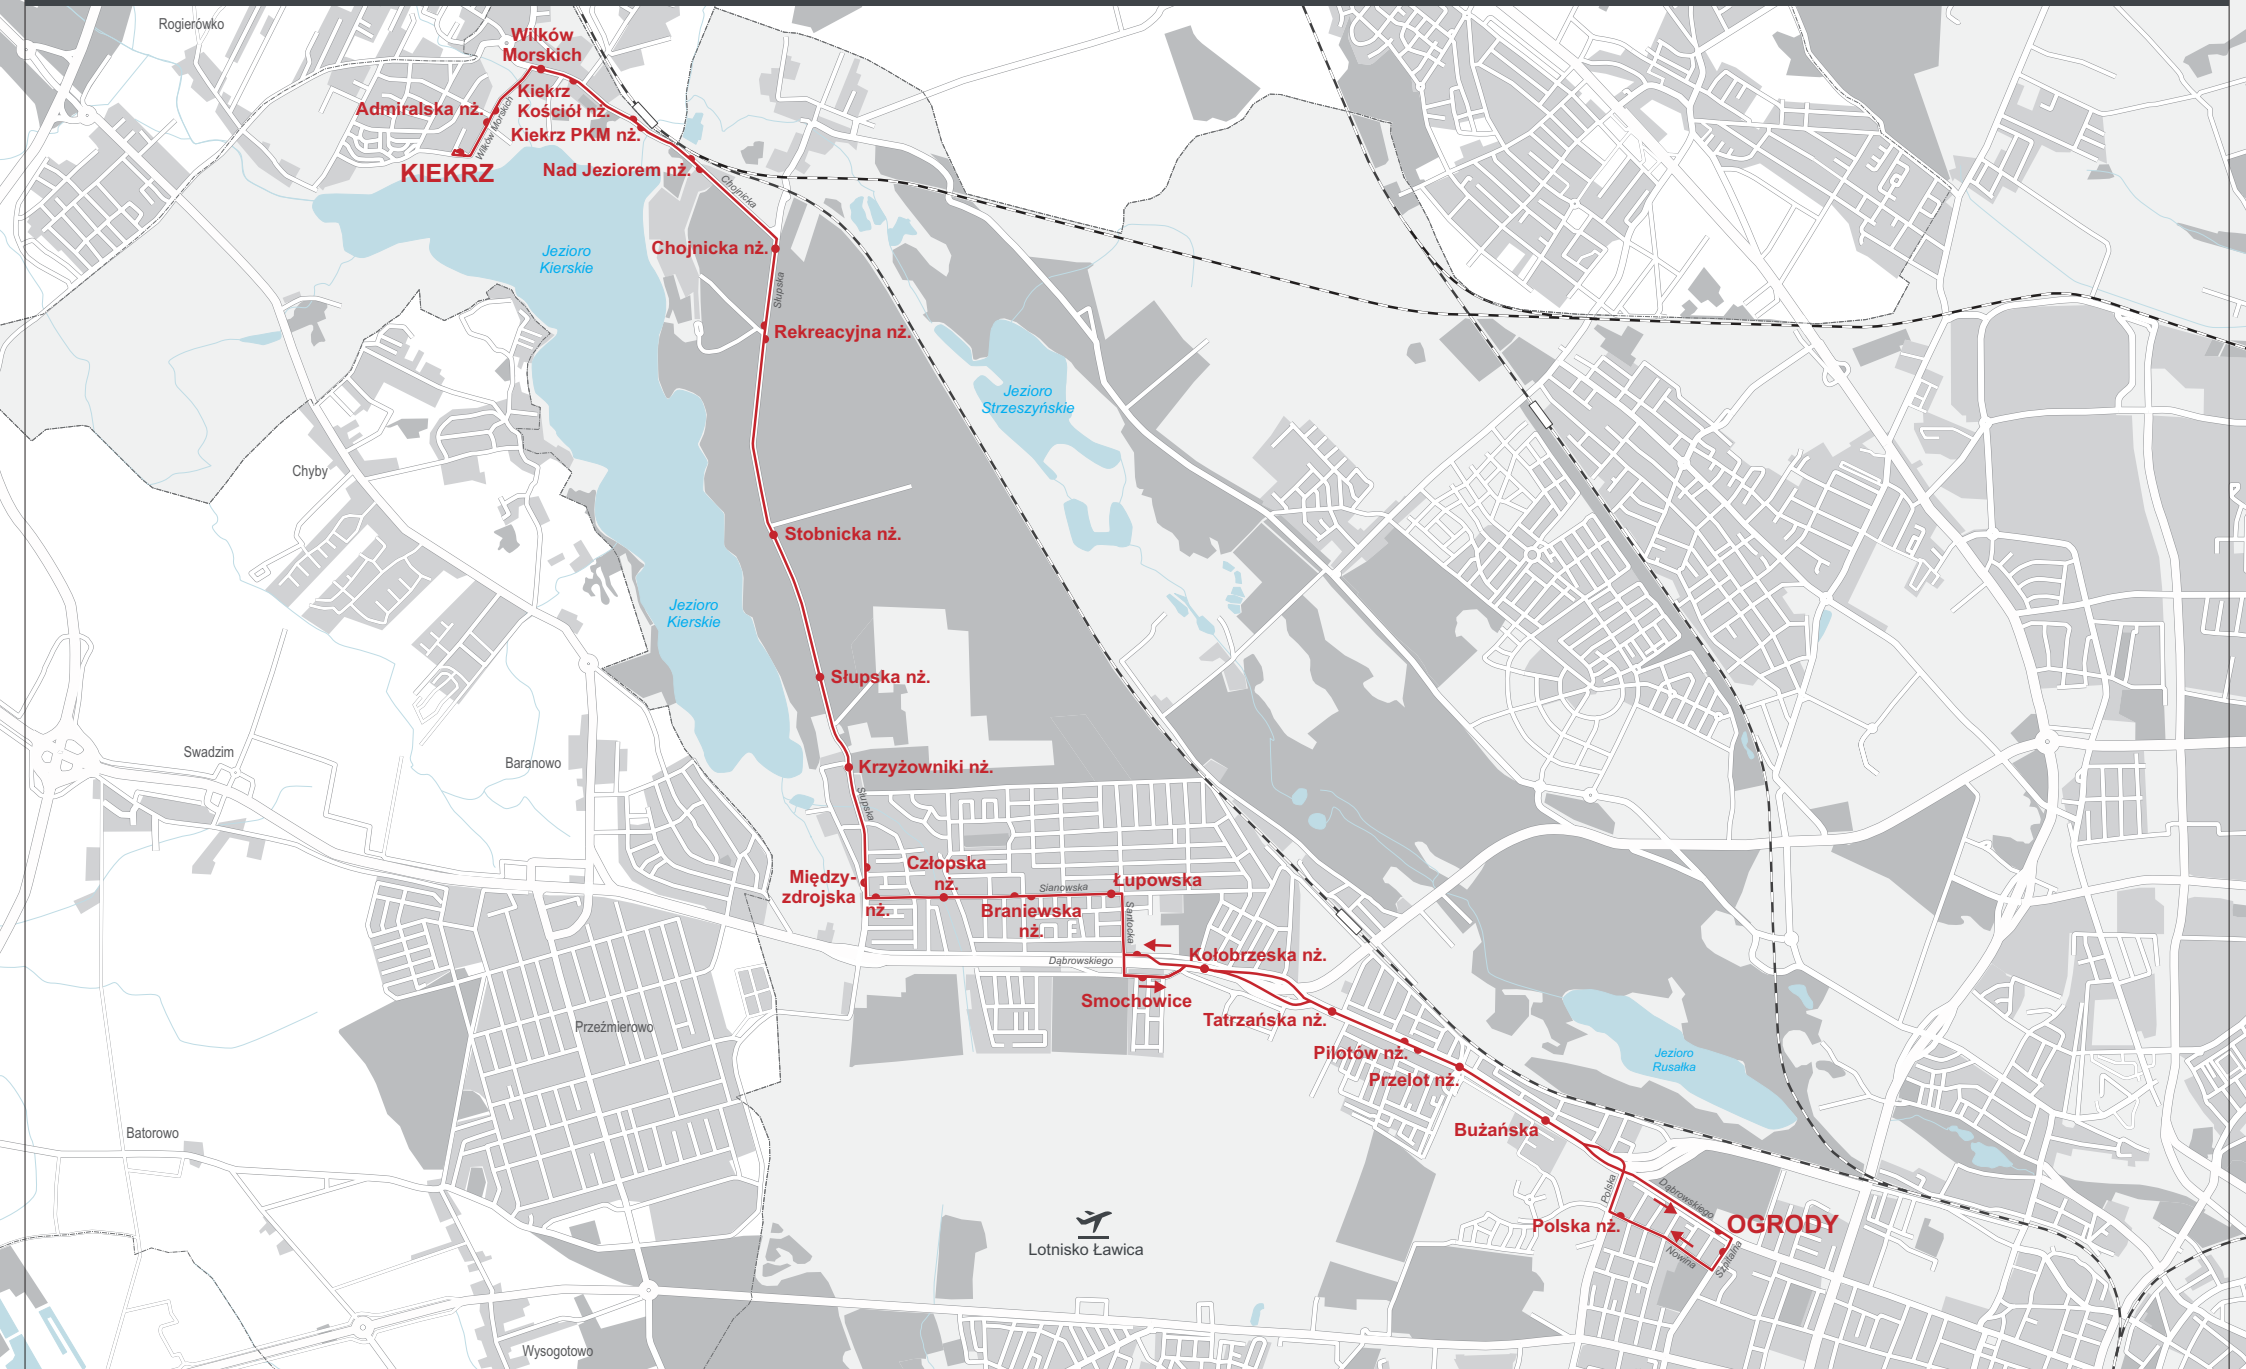 Rogierówko
Wilków
Morskich
Kiekrz
Kościół nż.
Admiralska nż.
Wilków Morskich
Kiekrz PKM nż.
KIEKRZ
Nad Jeziorem nż.
Chojnicka
Chojnicka nż.
Jezioro
Kierskie
Słupska
Rekreacyjna nż.
Jezioro
Strzeszyńskie
Chyby
Stobnicka nż.
Jezioro
Kierskie
Słupska nż.
Swadzim
Baranowo
Krzyżowniki nż.
Słupska
Człopska
nż.
Między-
zdrojska
nż.
Sianowska
Łupowska
Braniewska
nż.
Santocka
Dąbrowskiego
Kołobrzeska nż.
Smochowice
Tatrzańska nż.
Przeźmierowo
Pilotów nż.
Przelot nż.
Jezioro
Rusałka
Batorowo
Bużańska
Polska
Dąbrowskiego
Polska nż.
OGRODY
Nowina
Szpitalna
Lotnisko Ławica
Wysogotowo